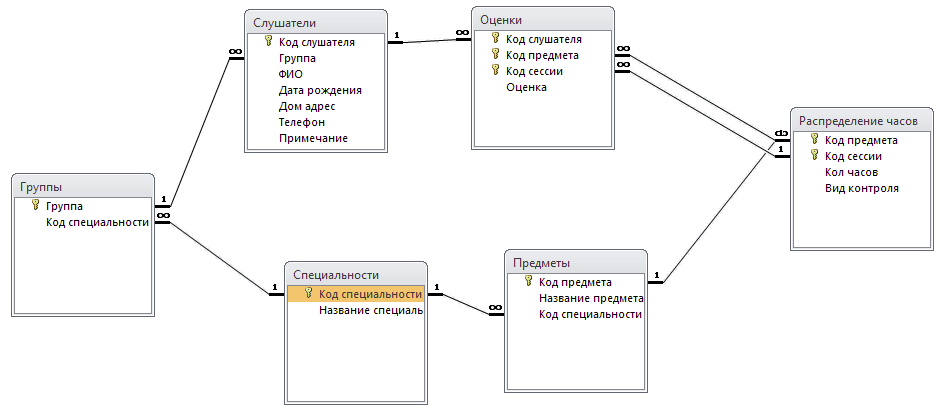 Слушатели
Код слушателя
Группа
ФИО
Дата рождения
Дом адрес
Телефон
Примечание
Оценки
Код слушателя
Код предмета
Код сессии
Оценка
Распределение часов
Код предмета
Код сессии
Кол часов
Вид контроля
Группы
Группа
Код специальности
Специальности
Код специальности
Название специаль
Предметы
Код предмета
Название предмета
Код специальности
1
∞
∞
1
∞
1
1
∞
∞
∞
1
1